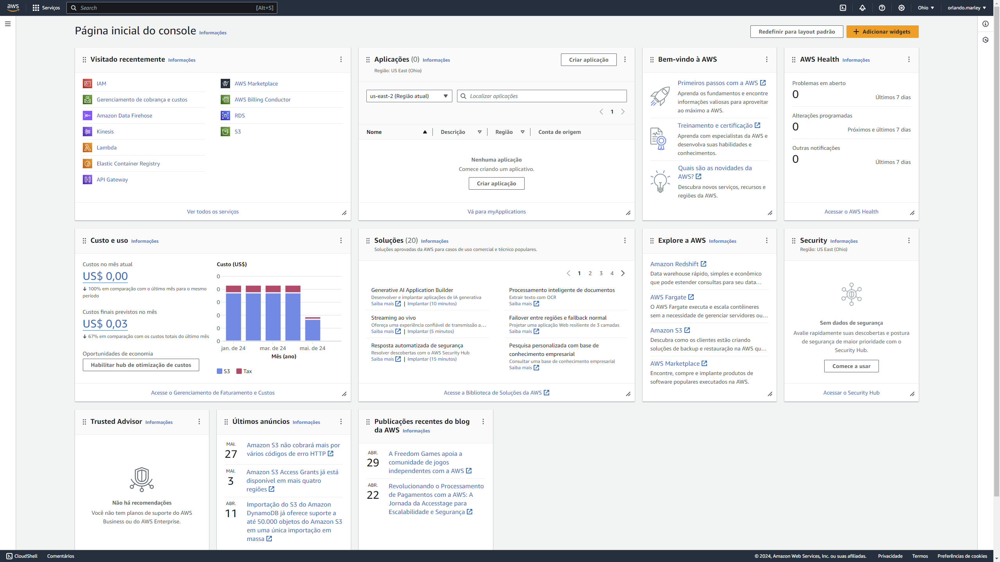 aws
Serviços
Search
[Alt+S]
Ohio
orlando.marley
Página inicial do console Informações
Redefinir para layout padrão
Adicionar widgets
Visitado recentemente Informações
IAM
Gerenciamento de cobrança e custos
Amazon Data Firehose
Kinesis
Lambda
Elastic Container Registry
API Gateway
AWS Marketplace
AWS Billing Conductor
RDS
S3
Ver todos os serviços
Aplicações (0) Informações
Região: US East (Ohio)
Criar aplicação
us-east-2 (Região atual)
Localizar aplicações
1
Nome
Descrição
Região
Conta de origem
Nenhuma aplicação
Comece criando um aplicativo.
Criar aplicação
Vá para myApplications
Bem-vindo à AWS
Primeiros passos com a AWS
Aprenda os fundamentos e encontre
informações valiosas para aproveitar
ao máximo a AWS.
Treinamento e certificação
Aprenda com especialistas da AWS e
desenvolva suas habilidades e
conhecimentos.
Quais são as novidades da
AWS?
Descubra novos serviços, recursos e
regiões da AWS.
AWS Health Informações
Problemas em aberto
0
Últimos 7 dias
Alterações programadas
0
Próximos e últimos 7 dias
Outras notificações
0
Últimos 7 dias
Acessar o AWS Health
Custo e uso Informações
Custos no mês atual
US$ 0,00
100% em comparação com o último mês para o mesmo
período
Custos finais previstos no mês
US$ 0,03
67% em comparação com os custos totais do último mês
Oportunidades de economia
Habilitar hub de otimização de custos
Custo (US$)
0
0
0
0
0
0
jan. de 24
mar. de 24
mai. de 24
Mês (ano)
S3
Tax
Acesse o Gerenciamento de Faturamento e Custos
Soluções (20) Informações
Soluções aprovadas da AWS para casos de uso comercial e técnico populares.
1 2 3 4
Generative AI Application Builder
Desenvolver e implantar aplicações de IA generativa
Saiba mais | Implantar (10 minutos)
Streaming ao vivo
Ofereça uma experiência confiável de transmissão a…
Saiba mais | Implantar (5 minutos)
Resposta automatizada de segurança
Resolver descobertas com o AWS Security Hub
Saiba mais | Implantar (15 minutos)
Processamento inteligente de documentos
Extrair texto com OCR
Saiba mais
Failover entre regiões e failback normal
Projetar uma aplicação Web resiliente de 3 camadas
Saiba mais
Pesquisa personalizada com base de
conhecimento empresarial
Consultar uma base de conhecimento empresarial
Saiba mais
Acesse a Biblioteca de Soluções da AWS
Explore a AWS Informações
Amazon Redshift
Data warehouse rápido, simples e econômico
que pode estender consultas para seu data…
AWS Fargate
O AWS Fargate executa e escala contêineres
sem a necessidade de gerenciar servidores ou…
Amazon S3
Descubra como os clientes estão criando
soluções de backup e restauração na AWS qu…
AWS Marketplace
Encontre, compre e implante produtos de
software populares executados na AWS.
Security Informações
Região: US East (Ohio)
Sem dados de segurança
Avalie rapidamente suas descobertas e postura
de segurança de maior prioridade com o
Security Hub.
Comece a usar
Acessar o Security Hub
Trusted Advisor Informações
Não há recomendações
Você não tem planos de suporte do AWS
Business ou do AWS Enterprise.
Últimos anúncios Informações
MAI.
27
Amazon S3 não cobrará mais por
vários códigos de erro HTTP
MAI.
3
Amazon S3 Access Grants já está
disponível em mais quatro
regiões
ABR.
11
Importação do S3 do Amazon
DynamoDB já oferece suporte a
até 50.000 objetos do Amazon S3
em uma única importação em
massa
Publicações recentes do blog
da AWS Informações
ABR.
29
A Freedom Games apoia a
comunidade de jogos
independentes com a AWS
ABR.
22
Revolucionando o Processamento
de Pagamentos com a AWS: A
Jornada da Accesstage para
Escalabilidade e Segurança
CloudShell
Comentários
© 2024, Amazon Web Services, Inc. ou suas afiliadas.
Privacidade
Termos
Preferências de cookies